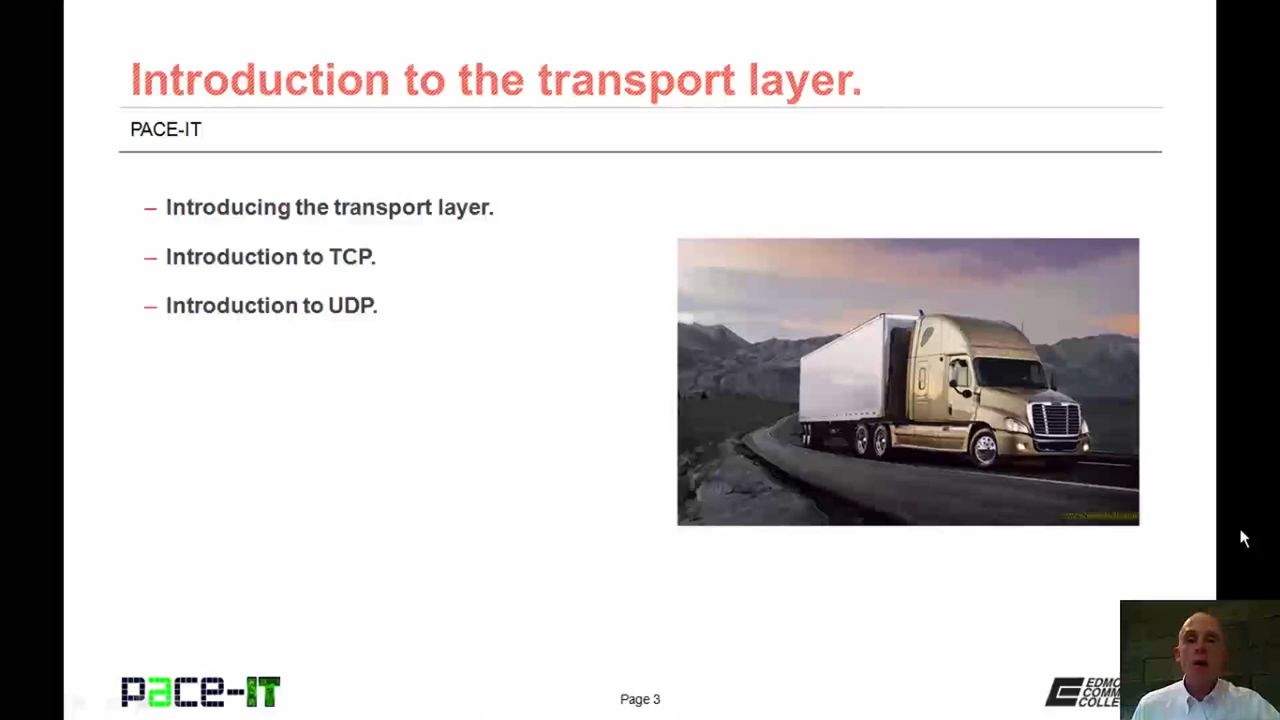 Introduction to the transport layer.
PACE-IT
– Introducing the transport layer.
– Introduction to TCP.
– Introduction to UDP.
pace-IT
Page 3